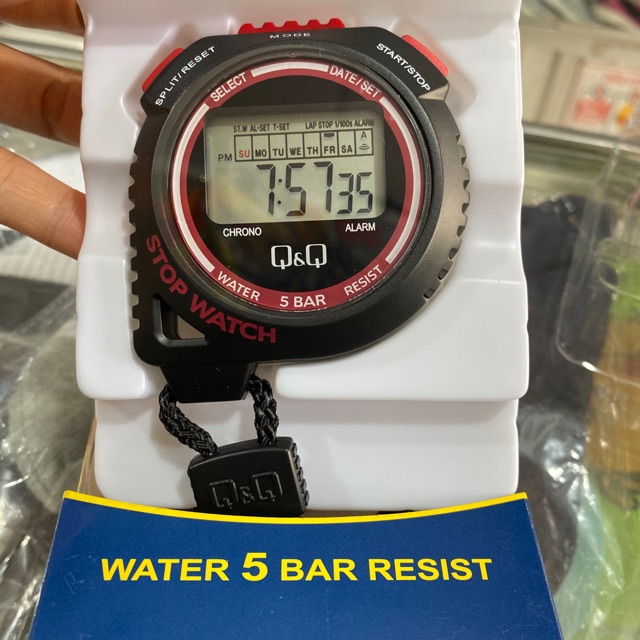 MODE
SPLIT/RESET
START/STOP
SELECT
DATE/SET
ST.W AL-SET T-SET LAP STOP 1/100s ALARM
SU MO TU WE TH FR SA A
PM 7:57 35
CHRONO ALARM
Q&Q
WATER 5 BAR RESIST
STOP WATCH
Q&Q
WATER 5 BAR RESIST